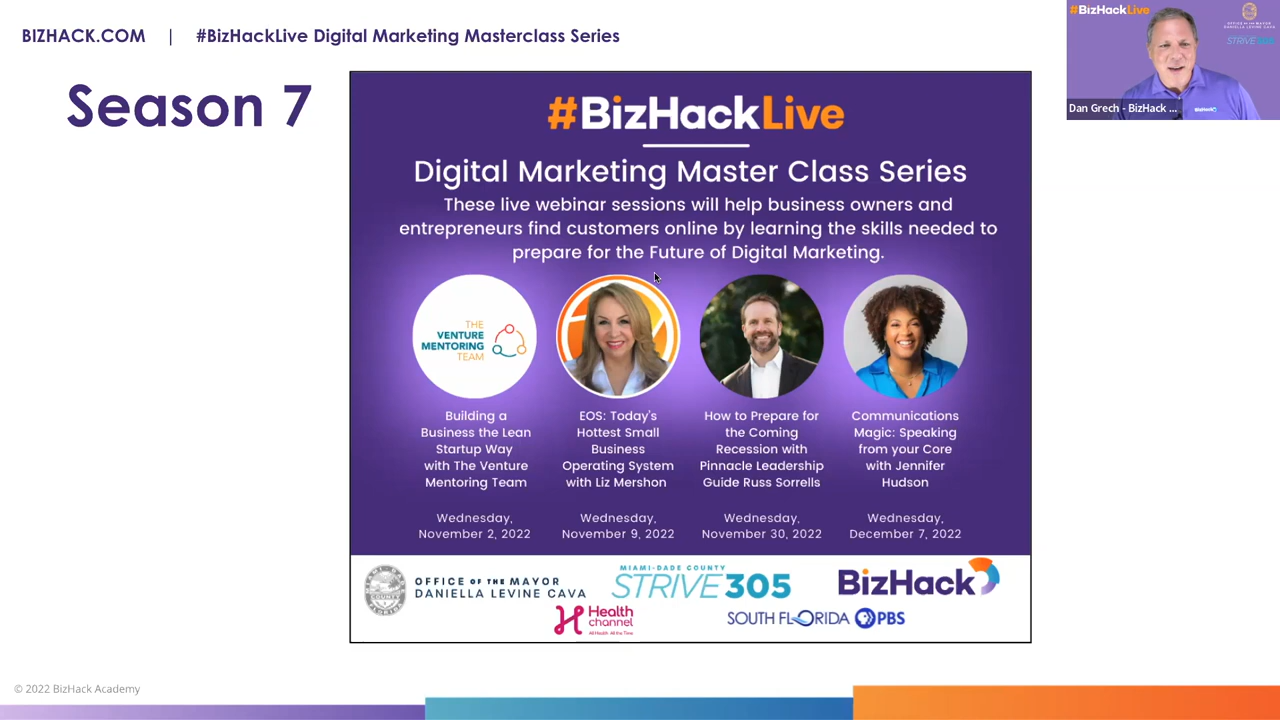 BIZHACK.COM | #BizHackLive Digital Marketing Masterclass Series
Season 7
#BizHackLive
Digital Marketing Master Class Series
These live webinar sessions will help business owners and
entrepreneurs find customers online by learning the skills needed to
prepare for the Future of Digital Marketing.
THE
VENTURE
MENTORING
TEAM
Building a
Business the Lean
Startup Way
with The Venture
Mentoring Team
Wednesday,
November 2, 2022
EOS: Today's
Hottest Small
Business
Operating System
with Liz Mershon
Wednesday,
November 9, 2022
How to Prepare for
the Coming
Recession with
Pinnacle Leadership
Guide Russ Sorrells
Wednesday,
November 30, 2022
Communications
Magic: Speaking
from your Core
with Jennifer
Hudson
Wednesday,
December 7, 2022
OFFICE OF THE MAYOR
DANIELLA LEVINE CAVA
MIAMI-DADE COUNTY
STRIVE305
BizHack
Health
channel
All Health All the Time
SOUTH FLORIDA PBS
#BizHackLive
STRIVE305
Dan Grech - BizHack ...
© 2022 BizHack Academy